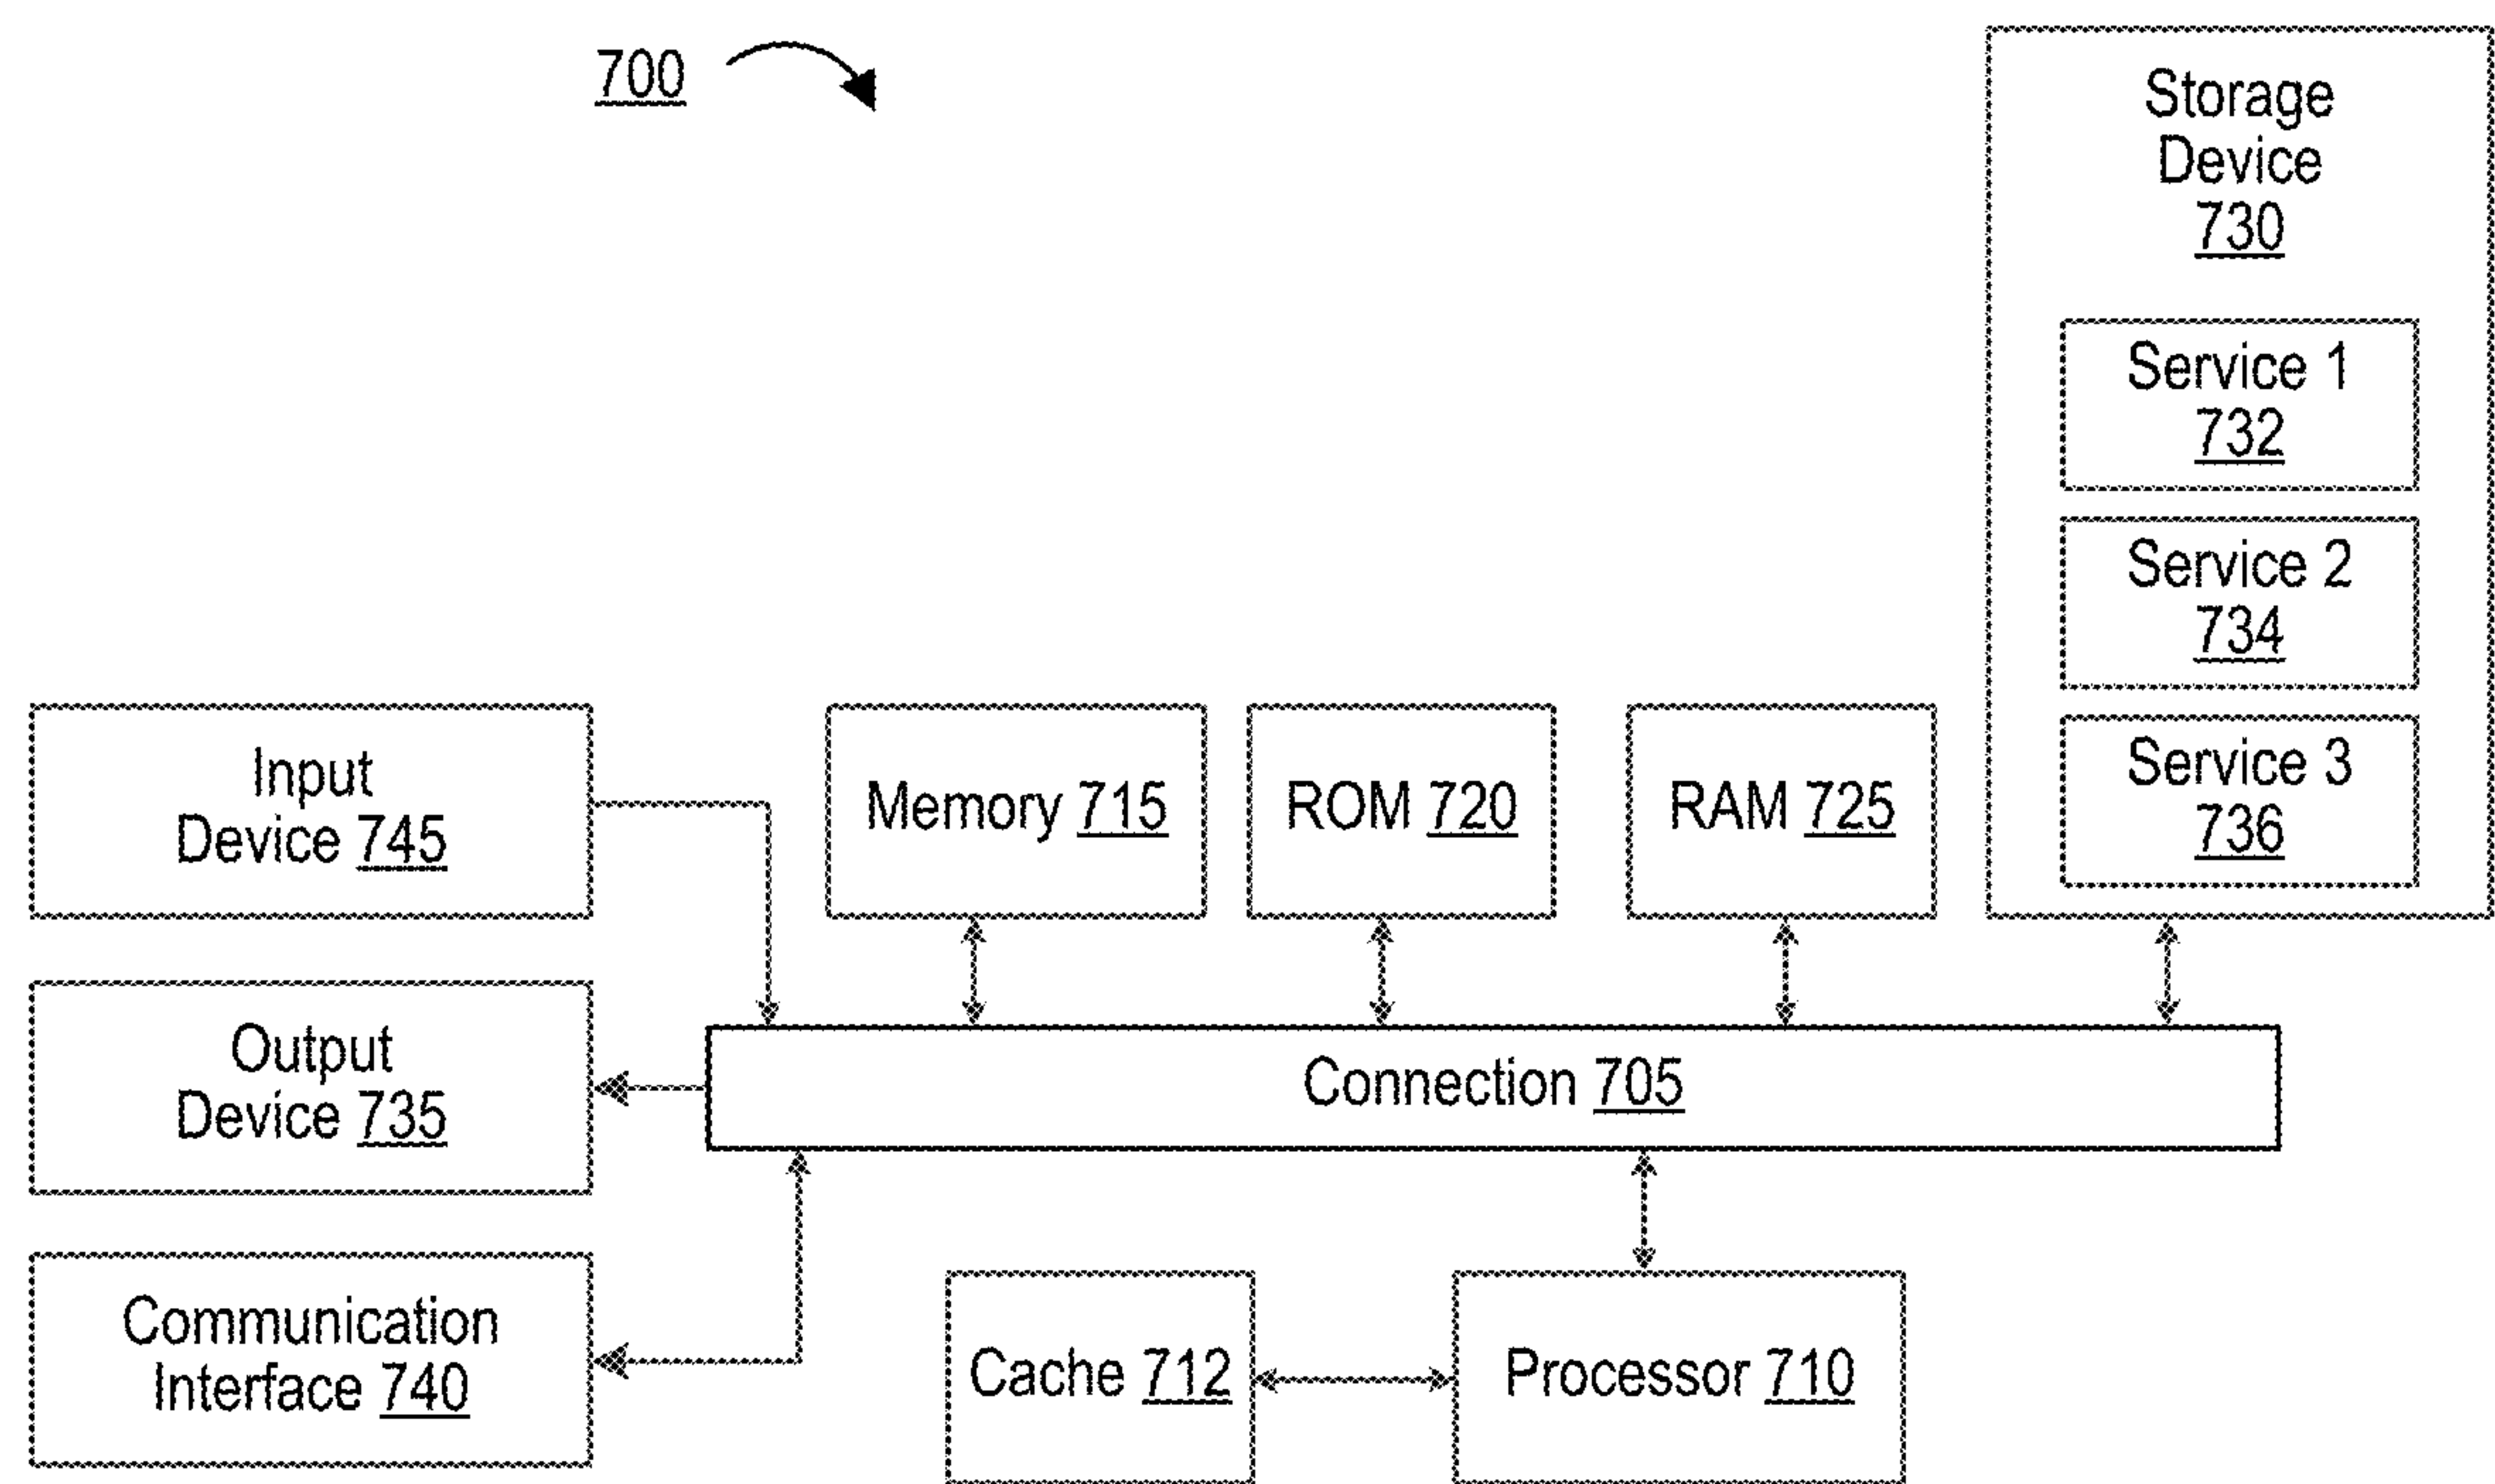 700
Storage
Device
730
Service 1
732
Service 2
734
Service 3
736
Input
Device 745
Memory 715
ROM 720
RAM 725
Output
Device 735
Connection 705
Communication
Interface 740
Cache 712
Processor 710